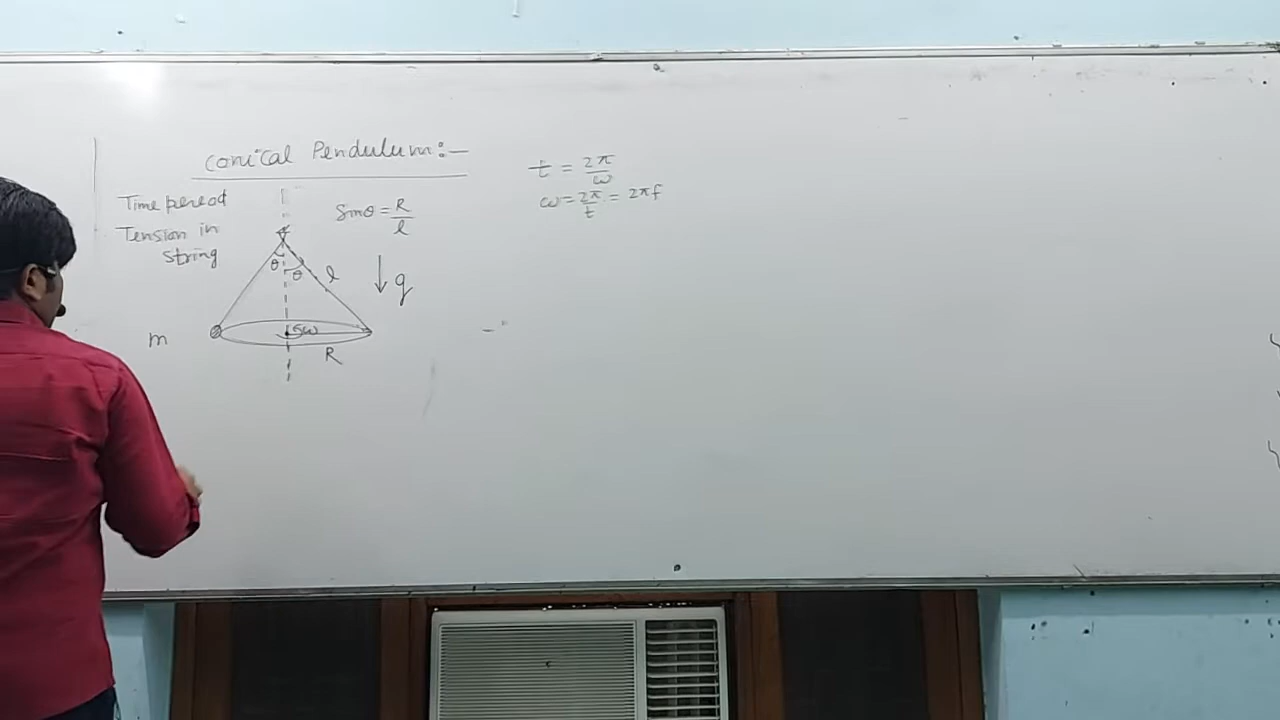 Conical Pendulum:-
Time period
Tension in
string
Sinθ = R/l
θ
θ
l
↓ g
m
ω
R
t = 2π/ω
ω = 2π/t = 2πf